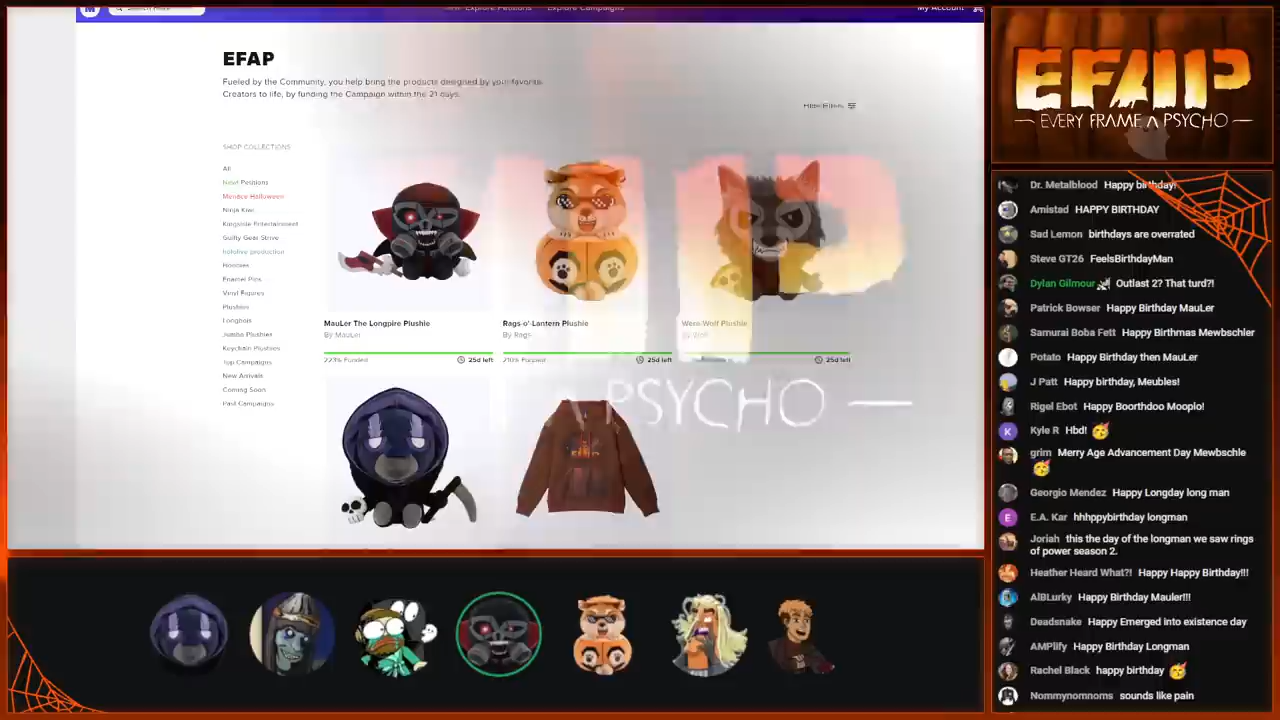 New! Explore Petitions Explore Campaigns
My Account
EFAP
Fueled by the Community, you help bring the products designed by your favorite
Creators to life, by funding the Campaign within the 21 days.
SHOP COLLECTIONS
All
New! Petitions
Menace Halloween
Ninja Kiwi
Kingslide Entertainment
Guilty Gear Strive
hololive production
Hoodies
Enamel Pins
Vinyl Figures
Plushies
Longbois
Jumbo Plushies
Keychain Plushies
Top Campaigns
New Arrivals
Coming Soon
Past Campaigns
MauLer The Longpire Plushie
By MauLer
25d left
Rags-o'-Lantern Plushie
By Rags
210% Funded
25d left
Were-Wolf Plushie
By Wolf
25d left
PSYCHO —
EFAP
— EVERY FRAME A PSYCHO —
Dr. Metalblood Happy birthday!
Amistad HAPPY BIRTHDAY
Sad Lemon birthdays are overrated
Steve GT26 FeelsBirthdayMan
Dylan Gilmour Outlast 2? That turd?!
Patrick Bowser Happy Birthday MauLer
Samurai Boba Fett Happy Birthmas Mewbschler
Potato Happy Birthday then MauLer
J Patt Happy birthday, Meubles!
Rigel Ebot Happy Boorthdoo Mooplo!
K Kyle R Hbd! 🥳
grim Merry Age Advancement Day Mewbschle
🥳
Georgio Mendez Happy Longday long man
E E.A. Kar hhhppybirthday longman
Joriah this the day of the longman we saw rings
of power season 2.
Heather Heard What?! Happy Happy Birthday!!!
AlBLurky Happy Birthday Mauler!!!
Deadsnake Happy Emerged into existence day
AMPlify Happy Birthday Longman
Rachel Black happy birthday 🥳
Nommynomnoms sounds like pain